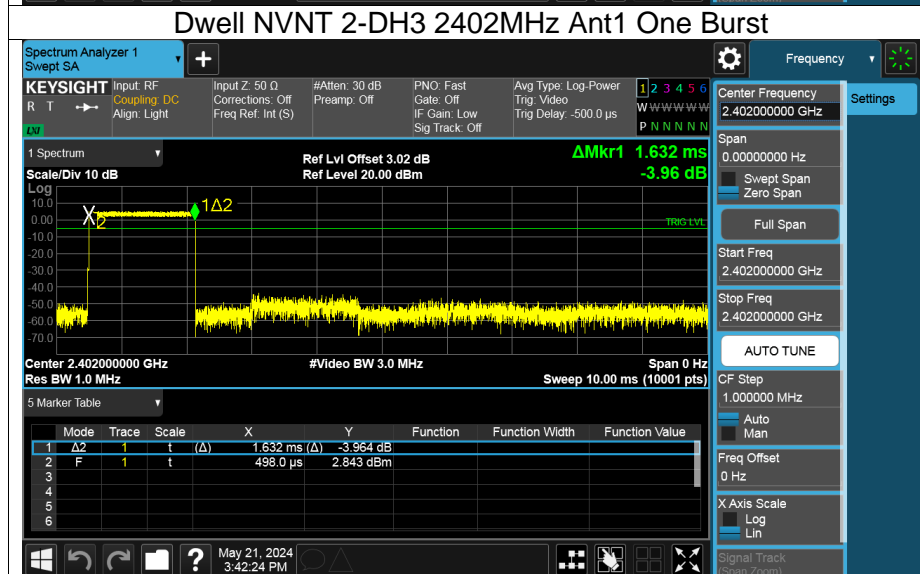 Dwell NVNT 2-DH3 2402MHz Ant1 One Burst
Spectrum Analyzer 1
Swept SA
+
Frequency
KEYSIGHT
R T
LXI
Input: RF
Coupling: DC
Align: Light
Input Z: 50 Ω
Corrections: Off
Freq Ref: Int (S)
#Atten: 30 dB
Preamp: Off
PNO: Fast
Gate: Off
IF Gain: Low
Sig Track: Off
Avg Type: Log-Power
Trig: Video
Trig Delay: -500.0 µs
1 2 3 4 5 6
W W W W W W
P N N N N N
1 Spectrum
Scale/Div 10 dB
Ref Lvl Offset 3.02 dB
Ref Level 20.00 dBm
ΔMkr1 1.632 ms
-3.96 dB
Log
10.0
0.00
-10.0
-20.0
-30.0
-40.0
-50.0
-60.0
-70.0
X2
1Δ2
TRIG LVL
Center 2.402000000 GHz
#Video BW 3.0 MHz
Span 0 Hz
Res BW 1.0 MHz
Sweep 10.00 ms (10001 pts)
5 Marker Table
Mode Trace Scale X Y Function Function Width Function Value
1 Δ2 1 t (Δ) 1.632 ms (Δ) -3.964 dB
2 F 1 t 498.0 µs 2.843 dBm
3
4
5
6
?
May 21, 2024
3:42:24 PM
Center Frequency
2.402000000 GHz
Settings
Span
0.00000000 Hz
Swept Span
Zero Span
Full Span
Start Freq
2.402000000 GHz
Stop Freq
2.402000000 GHz
AUTO TUNE
CF Step
1.000000 MHz
Auto
Man
Freq Offset
0 Hz
X Axis Scale
Log
Lin
Signal Track
(Span Zoom)